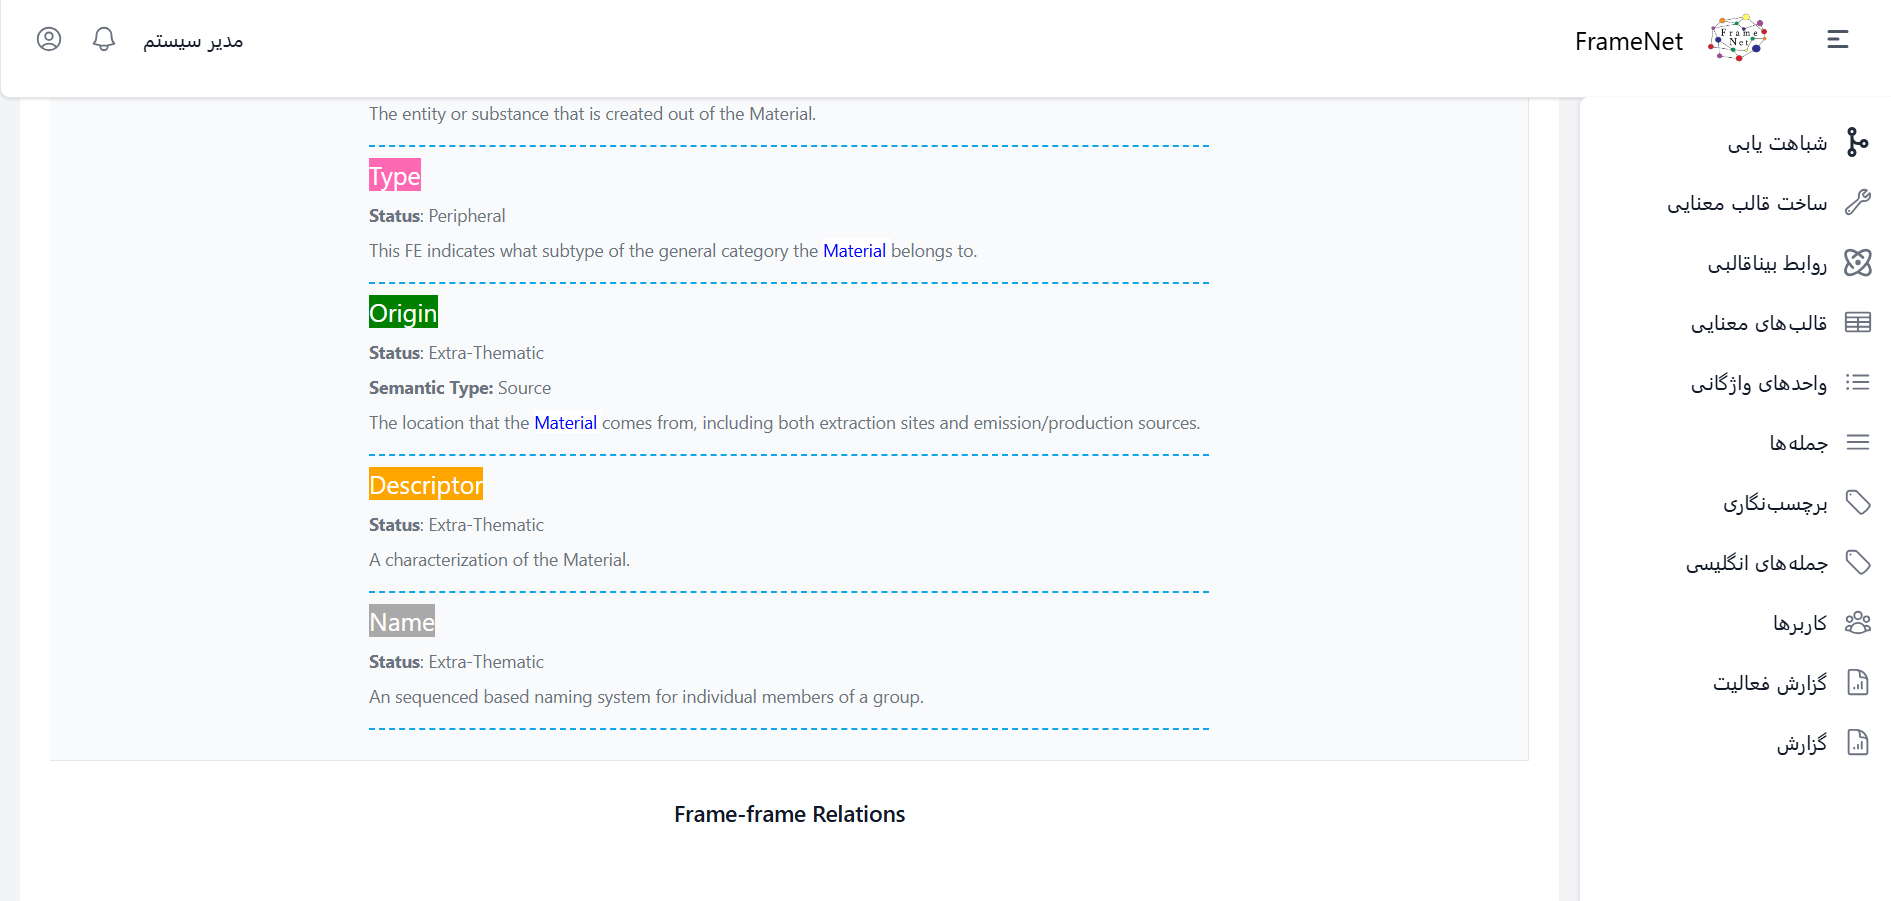 FrameNet
Frame
Net
مدیر سیستم
شباهت یابی
ساخت قالب معنایی
روابط بیناقالبی
قالب‌های معنایی
واحدهای واژگانی
جمله‌ها
برچسب‌نگاری
جمله‌های انگلیسی
کاربرها
گزارش فعالیت
گزارش
The entity or substance that is created out of the Material.
Type
Status: Peripheral
This FE indicates what subtype of the general category the Material belongs to.
Origin
Status: Extra-Thematic
Semantic Type: Source
The location that the Material comes from, including both extraction sites and emission/production sources.
Descriptor
Status: Extra-Thematic
A characterization of the Material.
Name
Status: Extra-Thematic
An sequenced based naming system for individual members of a group.
Frame-frame Relations